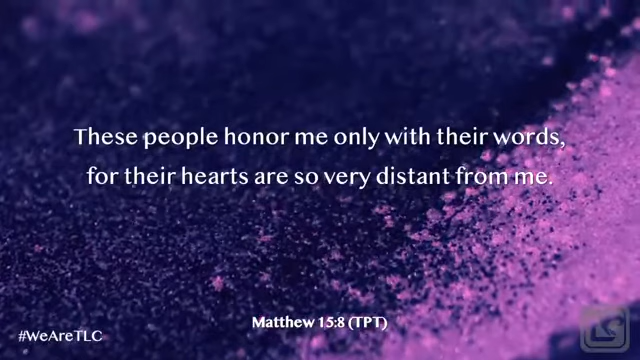 These people honor me only with their words,
for their hearts are so very distant from me.
Matthew 15:8 (TPT)
#WeAreTLC